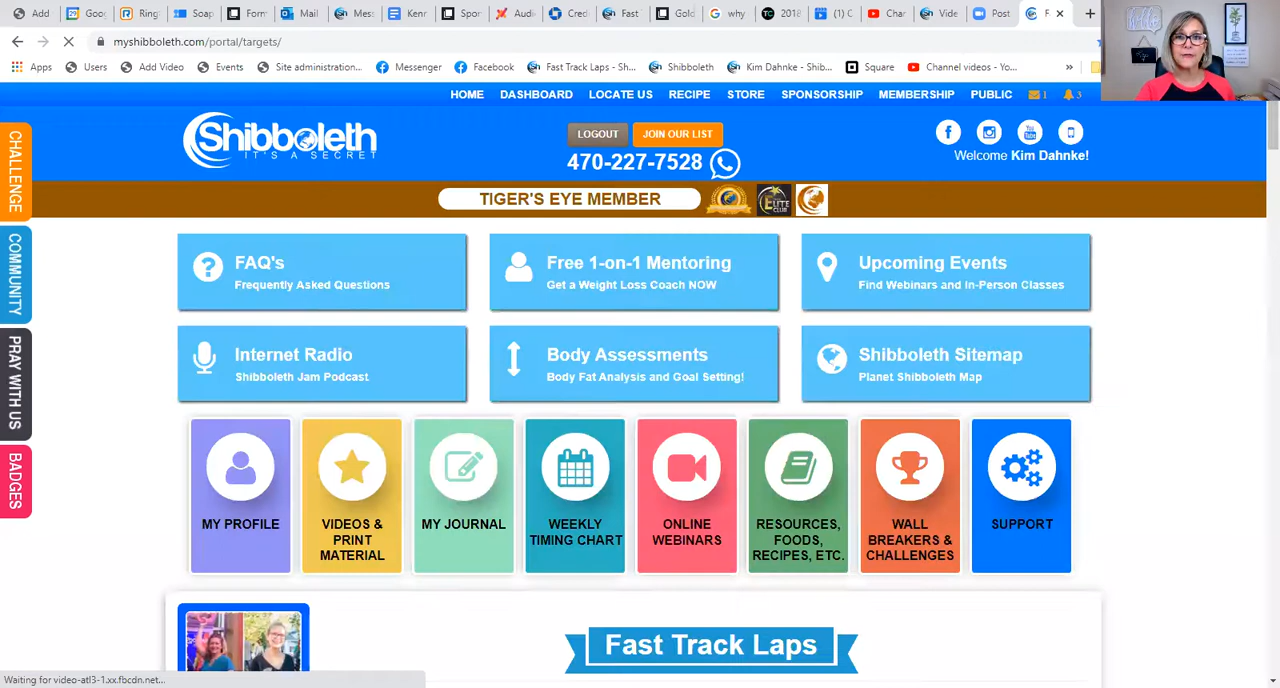 Add
Goog
Ring
Soap
Forn
Mail
Mess
Kenr
Spor
Audi
Cred
Fast
Gold
why
2018
(1) C
Char
Vide
Post
F
myshibboleth.com/portal/targets/
Apps
Users
Add Video
Events
Site administration...
Messenger
Facebook
Fast Track Laps - Sh...
Shibboleth
Kim Dahnke - Shib...
Square
Channel videos - Yo...
»
HOME DASHBOARD LOCATE US RECIPE STORE SPONSORSHIP MEMBERSHIP PUBLIC 1 3
Shibboleth
IT'S A SECRET
LOGOUT JOIN OUR LIST
470-227-7528
Welcome Kim Dahnke!
TIGER'S EYE MEMBER
CHALLENGE
COMMUNITY
PRAY WITH US
BADGES
FAQ's
Frequently Asked Questions
Free 1-on-1 Mentoring
Get a Weight Loss Coach NOW
Upcoming Events
Find Webinars and In-Person Classes
Internet Radio
Shibboleth Jam Podcast
Body Assessments
Body Fat Analysis and Goal Setting!
Shibboleth Sitemap
Planet Shibboleth Map
MY PROFILE
VIDEOS &
PRINT
MATERIAL
MY JOURNAL
WEEKLY
TIMING CHART
ONLINE
WEBINARS
RESOURCES,
FOODS,
RECIPES, ETC.
WALL
BREAKERS &
CHALLENGES
SUPPORT
Fast Track Laps
Waiting for video-atl3-1.xx.fbcdn.net...